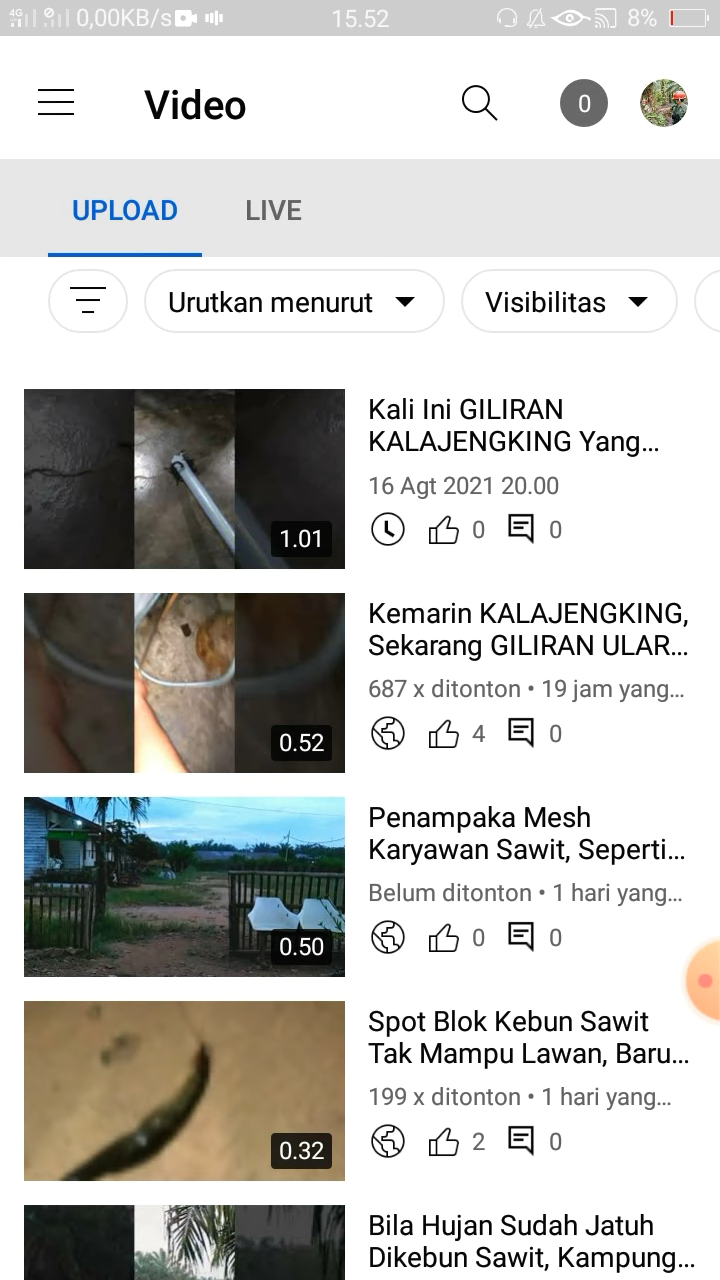 4G 0,00KB/s 15.52 8%
Video 0
UPLOAD LIVE
Urutkan menurut Visibilitas
Kali Ini GILIRAN
KALAJENGKING Yang...
16 Agt 2021 20.00
0 0
1.01
Kemarin KALAJENGKING,
Sekarang GILIRAN ULAR...
687 x ditonton • 19 jam yang...
4 0
0.52
Penampaka Mesh
Karyawan Sawit, Seperti...
Belum ditonton • 1 hari yang...
0 0
0.50
Spot Blok Kebun Sawit
Tak Mampu Lawan, Baru...
199 x ditonton • 1 hari yang...
2 0
0.32
Bila Hujan Sudah Jatuh
Dikebun Sawit, Kampung...